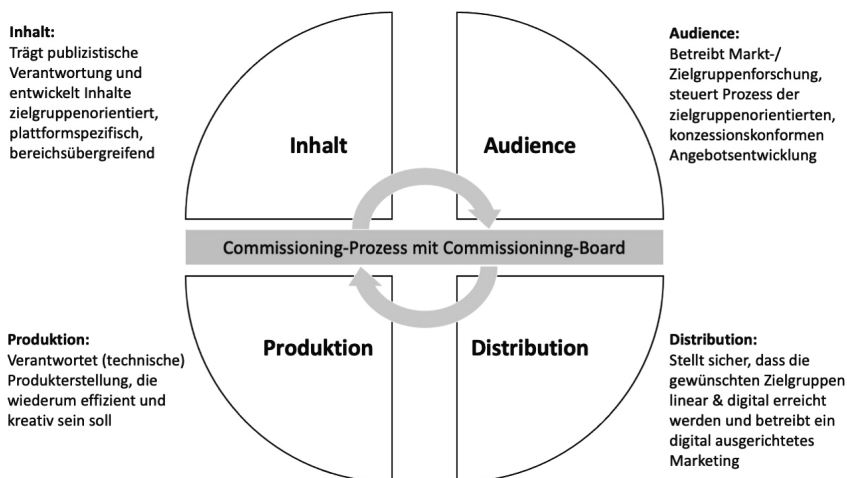 Inhalt:
Trägt publizistische
Verantwortung und
entwickelt Inhalte
zielgruppenorientiert,
plattformspezifisch,
bereichsübergreifend
Inhalt
Audience
Audience:
Betreibt Markt-/
Zielgruppenforschung,
steuert Prozess der
zielgruppenorientierten,
konzessionskonformen
Angebotsentwicklung
Commissioning-Prozess mit Commissioninng-Board
Produktion:
Verantwortet (technische)
Produkterstellung, die
wiederum effizient und
kreativ sein soll
Produktion
Distribution
Distribution:
Stellt sicher, dass die
gewünschten Zielgruppen
linear & digital erreicht
werden und betreibt ein
digital ausgerichtetes
Marketing